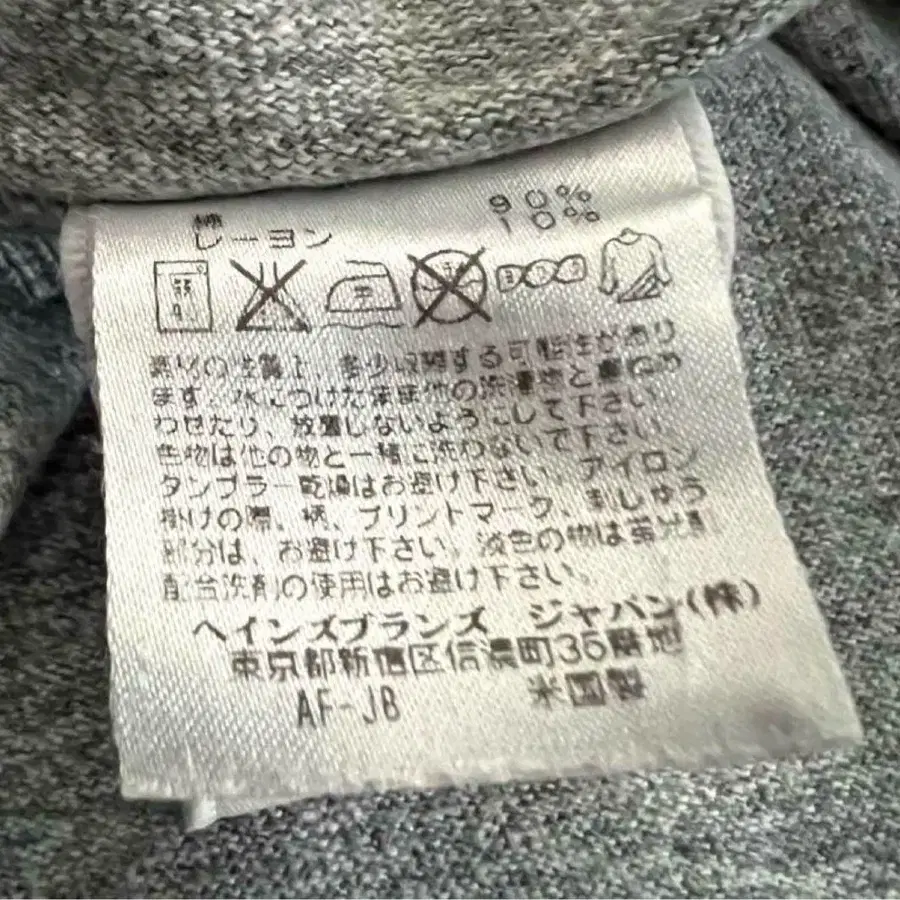 綿 90%
レーヨン 10%
素材の性質上、多少収縮する可能性があり
ます。水につけたまま他の洗濯物と重ね合
わせたり、放置しないようにして下さい。
色物は他の物と一緒に洗わないで下さい。
タンブラー乾燥はお避け下さい。アイロン
掛けの際、柄、プリントマーク、刺しゅう
部分は、お避け下さい。淡色の物は蛍光剤
配合洗剤の使用はお避け下さい。
ヘインズブランズ ジャパン(株)
東京都新宿区信濃町35番地
AF-JB 米国製